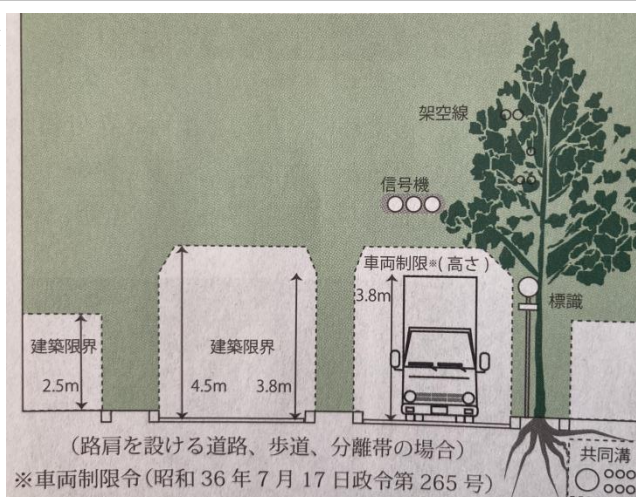 架空線
信号機
車両制限※(高さ)
3.8m
標識
建築限界
2.5m
建築限界
4.5m
3.8m
共同溝
(路肩を設ける道路、歩道、分離帯の場合)
※車両制限令(昭和36年7月17日政令第265号)